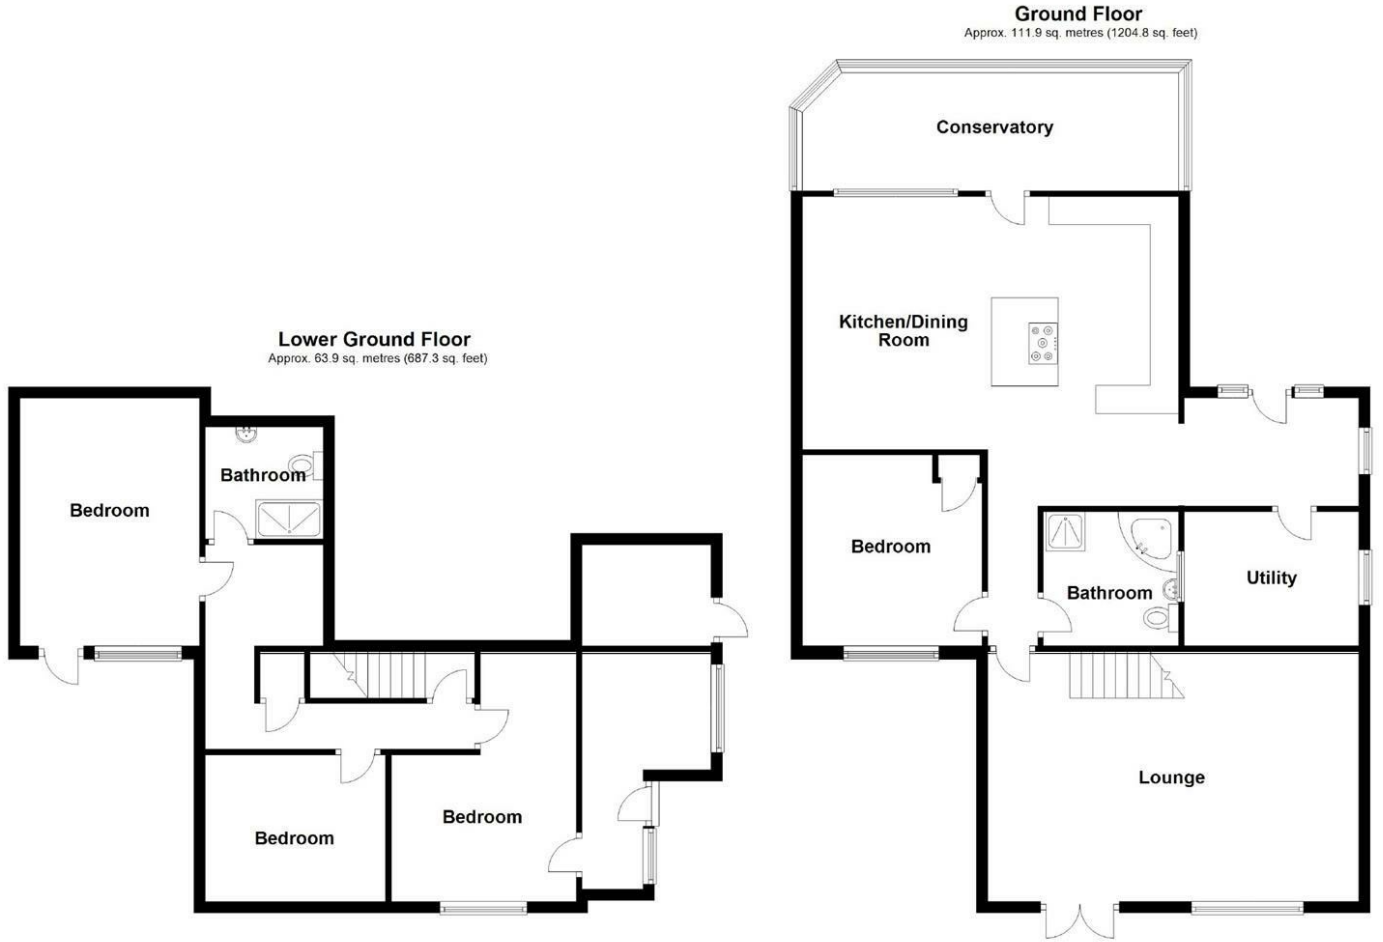 Ground Floor
Approx. 111.9 sq. metres (1204.8 sq. feet)
Conservatory
Kitchen/Dining
Room
Bedroom
Bathroom
Utility
Lounge
Lower Ground Floor
Approx. 63.9 sq. metres (687.3 sq. feet)
Bedroom
Bathroom
Bedroom
Bedroom